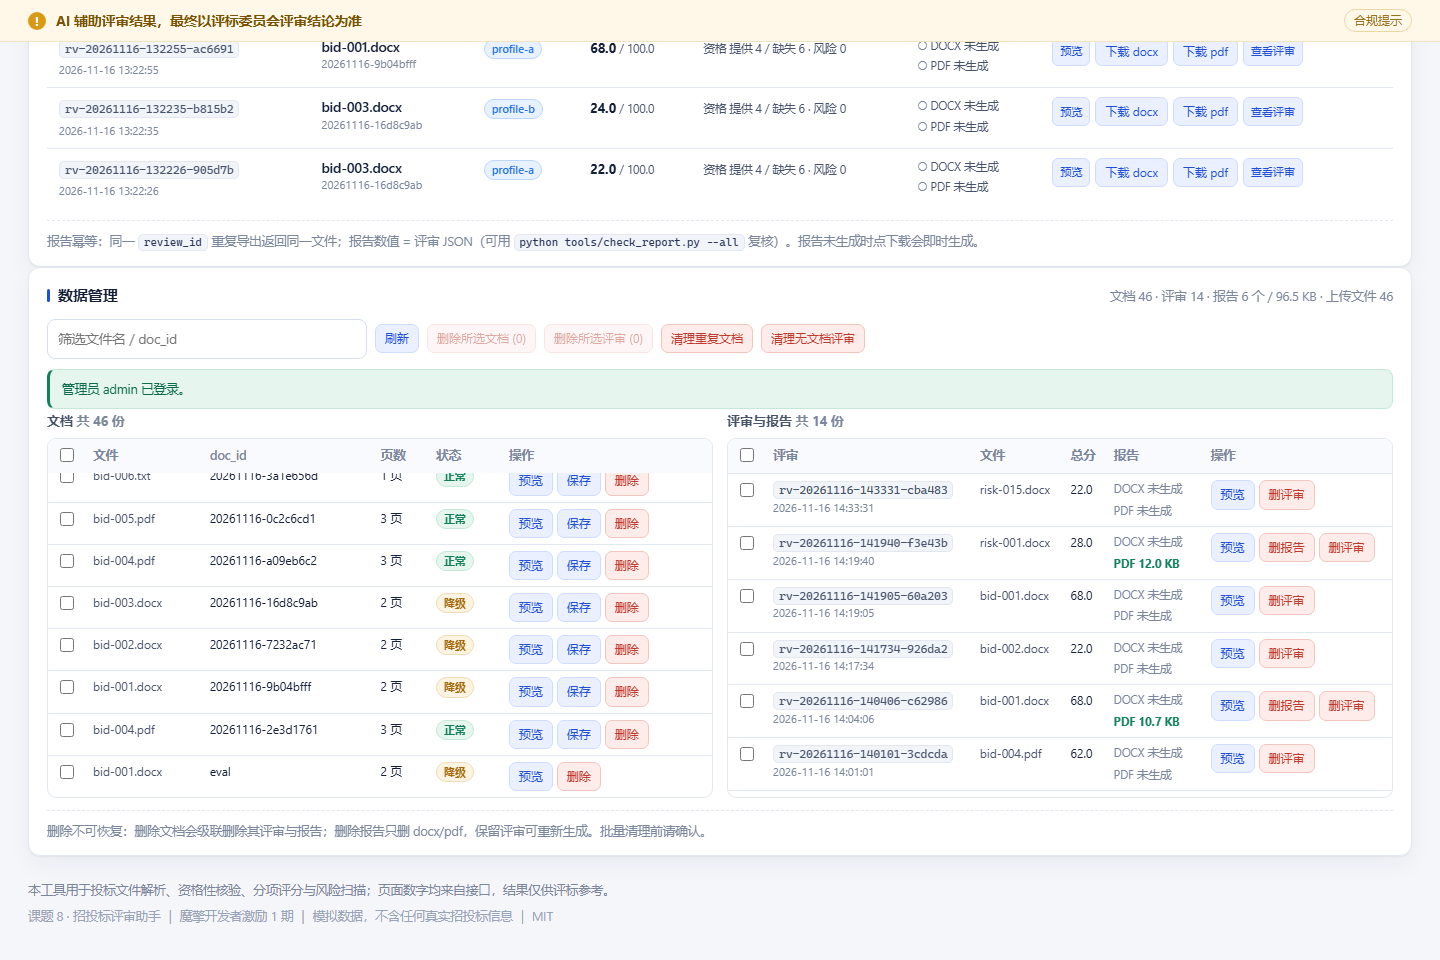 AI 辅助评审结果，最终以评标委员会评审结论为准
合规提示
rv-20261116-132255-ac6691 bid-001.docx profile-a 68.0 / 100.0 资格 提供 4 / 缺失 6 · 风险 0 DOCX 未生成 预览 下载 docx 下载 pdf 查看评审
2026-11-16 13:22:55 20261116-9b04bfff PDF 未生成
rv-20261116-132235-b815b2 bid-003.docx profile-b 24.0 / 100.0 资格 提供 4 / 缺失 6 · 风险 0 DOCX 未生成 预览 下载 docx 下载 pdf 查看评审
2026-11-16 13:22:35 20261116-16d8c9ab PDF 未生成
rv-20261116-132226-905d7b bid-003.docx profile-a 22.0 / 100.0 资格 提供 4 / 缺失 6 · 风险 0 DOCX 未生成 预览 下载 docx 下载 pdf 查看评审
2026-11-16 13:22:26 20261116-16d8c9ab PDF 未生成
报告幂等：同一 review_id 重复导出返回同一文件；报告数值 = 评审 JSON（可用 python tools/check_report.py --all 复核）。报告未生成时点下载会即时生成。
数据管理
文档 46 · 评审 14 · 报告 6 个 / 96.5 KB · 上传文件 46
筛选文件名 / doc_id 刷新 删除所选文档 (0) 删除所选评审 (0) 清理重复文档 清理无文档评审
管理员 admin 已登录。
文档 共 46 份
文件 doc_id 页数 状态 操作
bid-006.txt 20261116-3a1e656d 1 页 正常 预览 保存 删除
bid-005.pdf 20261116-0c2c6cd1 3 页 正常 预览 保存 删除
bid-004.pdf 20261116-a09eb6c2 3 页 正常 预览 保存 删除
bid-003.docx 20261116-16d8c9ab 2 页 降级 预览 保存 删除
bid-002.docx 20261116-7232ac71 2 页 降级 预览 保存 删除
bid-001.docx 20261116-9b04bfff 2 页 降级 预览 保存 删除
bid-004.pdf 20261116-2e3d1761 3 页 正常 预览 保存 删除
bid-001.docx eval 2 页 降级 预览 删除
评审与报告 共 14 份
评审 文件 总分 报告 操作
rv-20261116-143331-cba483 risk-015.docx 22.0 DOCX 未生成 预览 删评审
2026-11-16 14:33:31 PDF 未生成
rv-20261116-141940-f3e43b risk-001.docx 28.0 DOCX 未生成 预览 删报告 删评审
2026-11-16 14:19:40 PDF 12.0 KB
rv-20261116-141905-60a203 bid-001.docx 68.0 DOCX 未生成 预览 删评审
2026-11-16 14:19:05 PDF 未生成
rv-20261116-141734-926da2 bid-002.docx 22.0 DOCX 未生成 预览 删评审
2026-11-16 14:17:34 PDF 未生成
rv-20261116-140406-c62986 bid-001.docx 68.0 DOCX 未生成 预览 删报告 删评审
2026-11-16 14:04:06 PDF 10.7 KB
rv-20261116-140101-3cdcda bid-004.pdf 62.0 DOCX 未生成 预览 删评审
2026-11-16 14:01:01 PDF 未生成
删除不可恢复：删除文档会级联删除其评审与报告；删除报告只删 docx/pdf，保留评审可重新生成。批量清理前请确认。
本工具用于投标文件解析、资格性核验、分项评分与风险扫描；页面数字均来自接口，结果仅供评标参考。
课题 8 · 招投标评审助手 | 魔擎开发者激励 1 期 | 模拟数据，不含任何真实招投标信息 | MIT